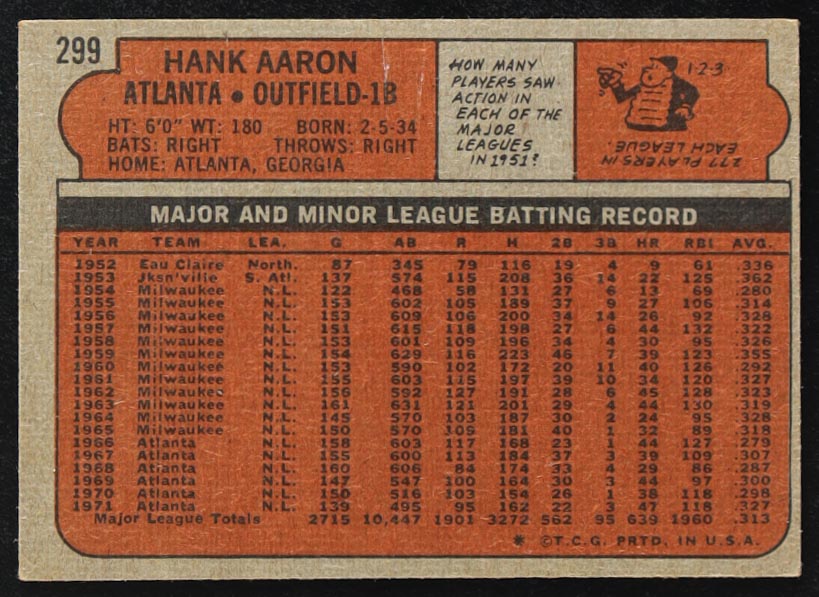 299
HANK AARON
ATLANTA • OUTFIELD-1B
HT: 6'0" WT: 180 BORN: 2-5-34
BATS: RIGHT THROWS: RIGHT
HOME: ATLANTA, GEORGIA
HOW MANY
PLAYERS SAW
ACTION IN
EACH OF THE
MAJOR
LEAGUES
IN 1951?
1-2-3
277 PLAYERS IN
EACH LEAGUE.
MAJOR AND MINOR LEAGUE BATTING RECORD
YEAR TEAM LEA. G AB R H 2B 3B HR RBI AVG.
1952 Eau Claire North. 87 345 79 116 19 4 9 61 .336
1953 Jksn'ville S. Atl. 137 574 115 208 36 14 22 125 .362
1954 Milwaukee N.L. 122 468 58 131 27 6 13 69 .280
1955 Milwaukee N.L. 153 602 105 189 37 9 27 106 .314
1956 Milwaukee N.L. 153 609 106 200 34 14 26 92 .328
1957 Milwaukee N.L. 151 615 118 198 27 6 44 132 .322
1958 Milwaukee N.L. 153 601 109 196 34 4 30 95 .326
1959 Milwaukee N.L. 154 629 116 223 46 7 39 123 .355
1960 Milwaukee N.L. 153 590 102 172 20 11 40 126 .292
1961 Milwaukee N.L. 155 603 115 197 39 10 34 120 .327
1962 Milwaukee N.L. 156 592 127 191 28 6 45 128 .323
1963 Milwaukee N.L. 161 631 121 201 29 4 44 130 .319
1964 Milwaukee N.L. 145 570 103 187 30 2 24 95 .328
1965 Milwaukee N.L. 150 570 109 181 40 1 32 89 .318
1966 Atlanta N.L. 158 603 117 168 23 1 44 127 .279
1967 Atlanta N.L. 155 600 113 184 37 3 39 109 .307
1968 Atlanta N.L. 160 606 84 174 33 4 29 86 .287
1969 Atlanta N.L. 147 547 100 164 30 3 44 97 .300
1970 Atlanta N.L. 150 516 103 154 26 1 38 118 .298
1971 Atlanta N.L. 139 495 95 162 22 3 47 118 .327
Major League Totals 2715 10,447 1901 3272 562 95 639 1960 .313
* ©T.C.G. PRTD. IN U.S.A.